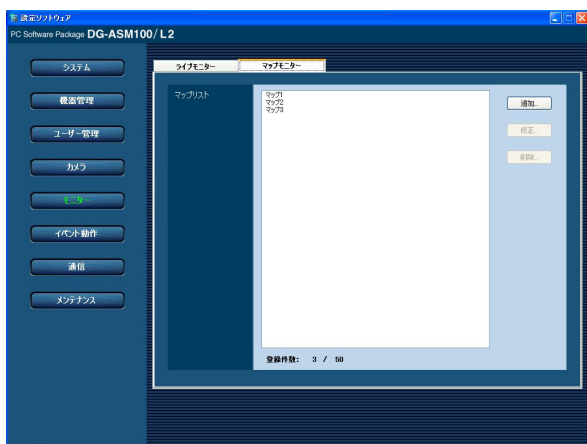 設定ソフトウェア
PC Software Package DG-ASM100/L2
システム
機器管理
ユーザー管理
カメラ
モニター
イベント動作
通信
メンテナンス
ライブモニター
マップモニター
マップリスト
マップ1
マップ2
マップ3
追加...
修正...
削除...
登録件数: 3 / 50